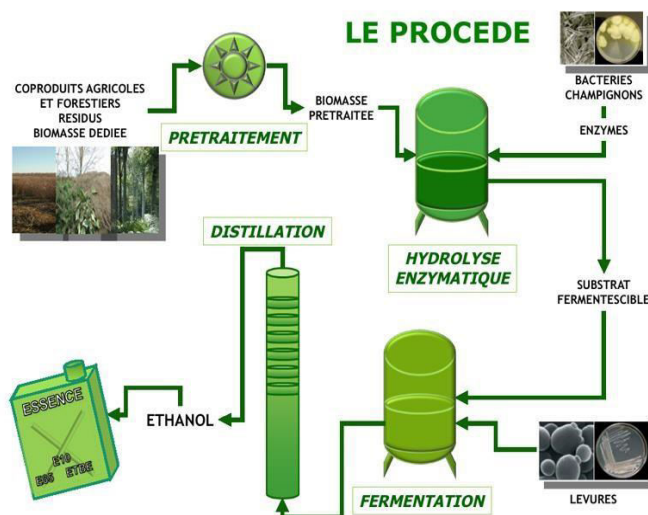 LE PROCEDE
COPRODUITS AGRICOLES
ET FORESTIERS
RESIDUS
BIOMASSE DEDIEE
PRETRAITEMENT
BIOMASSE
PRETRAITEE
BACTERIES
CHAMPIGNONS
ENZYMES
HYDROLYSE
ENZYMATIQUE
SUBSTRAT
FERMENTESCIBLE
LEVURES
FERMENTATION
DISTILLATION
ETHANOL
ESSENCE
E10
E85 ETBE